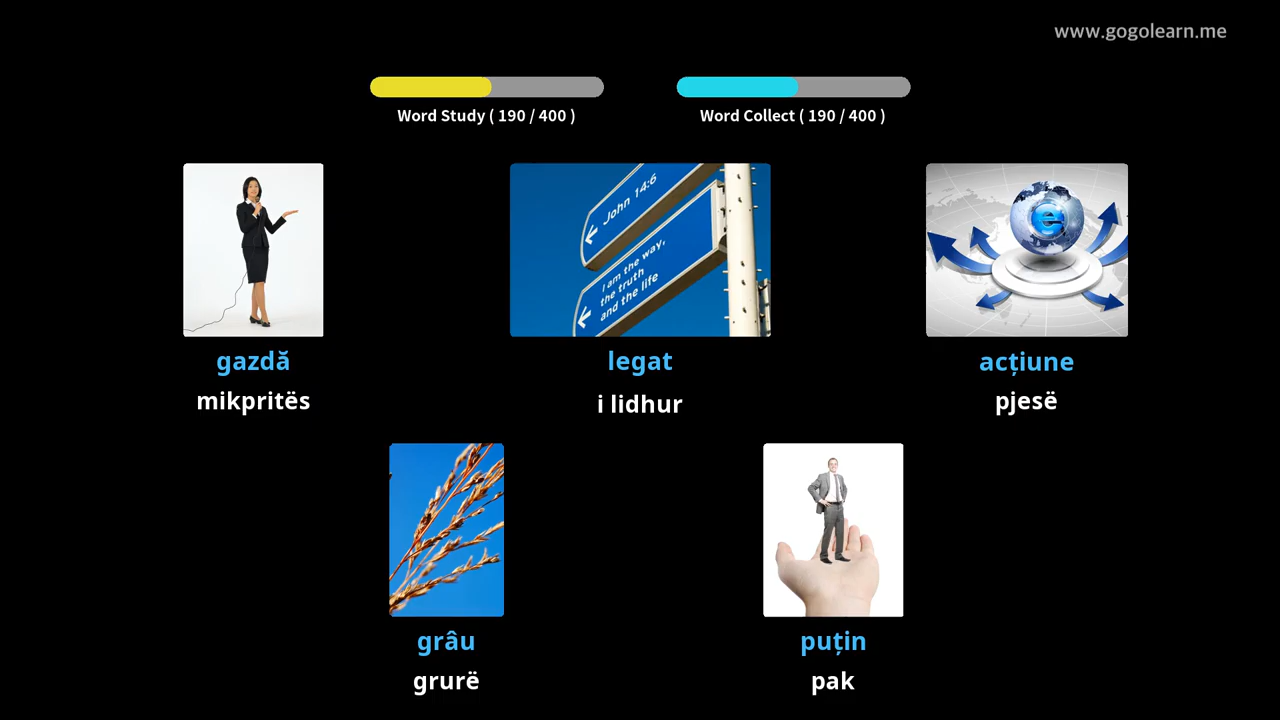 www.gogolearn.me
Word Study ( 190 / 400 )
Word Collect ( 190 / 400 )
John 14:6
I am the way,
the truth
and the life
e
gazdă
mikpritës
legat
i lidhur
acțiune
pjesë
grâu
grurë
puțin
pak